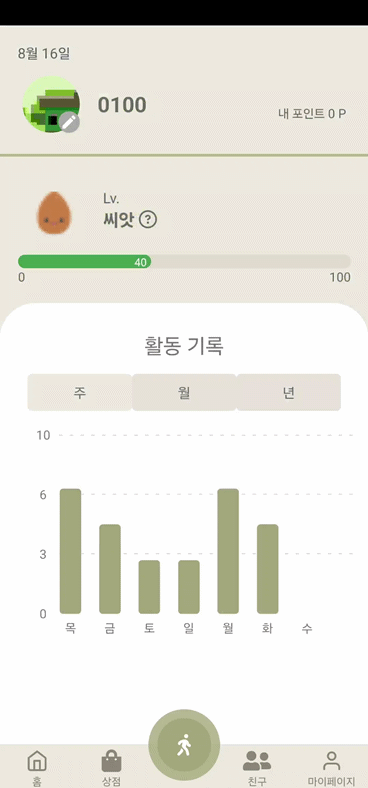 8월 16일
0100
내 포인트 0 P
Lv.
씨앗 ?
40
0 100
활동 기록
주 월 년
10
6
3
0
목 금 토 일 월 화 수
홈 상점 친구 마이페이지